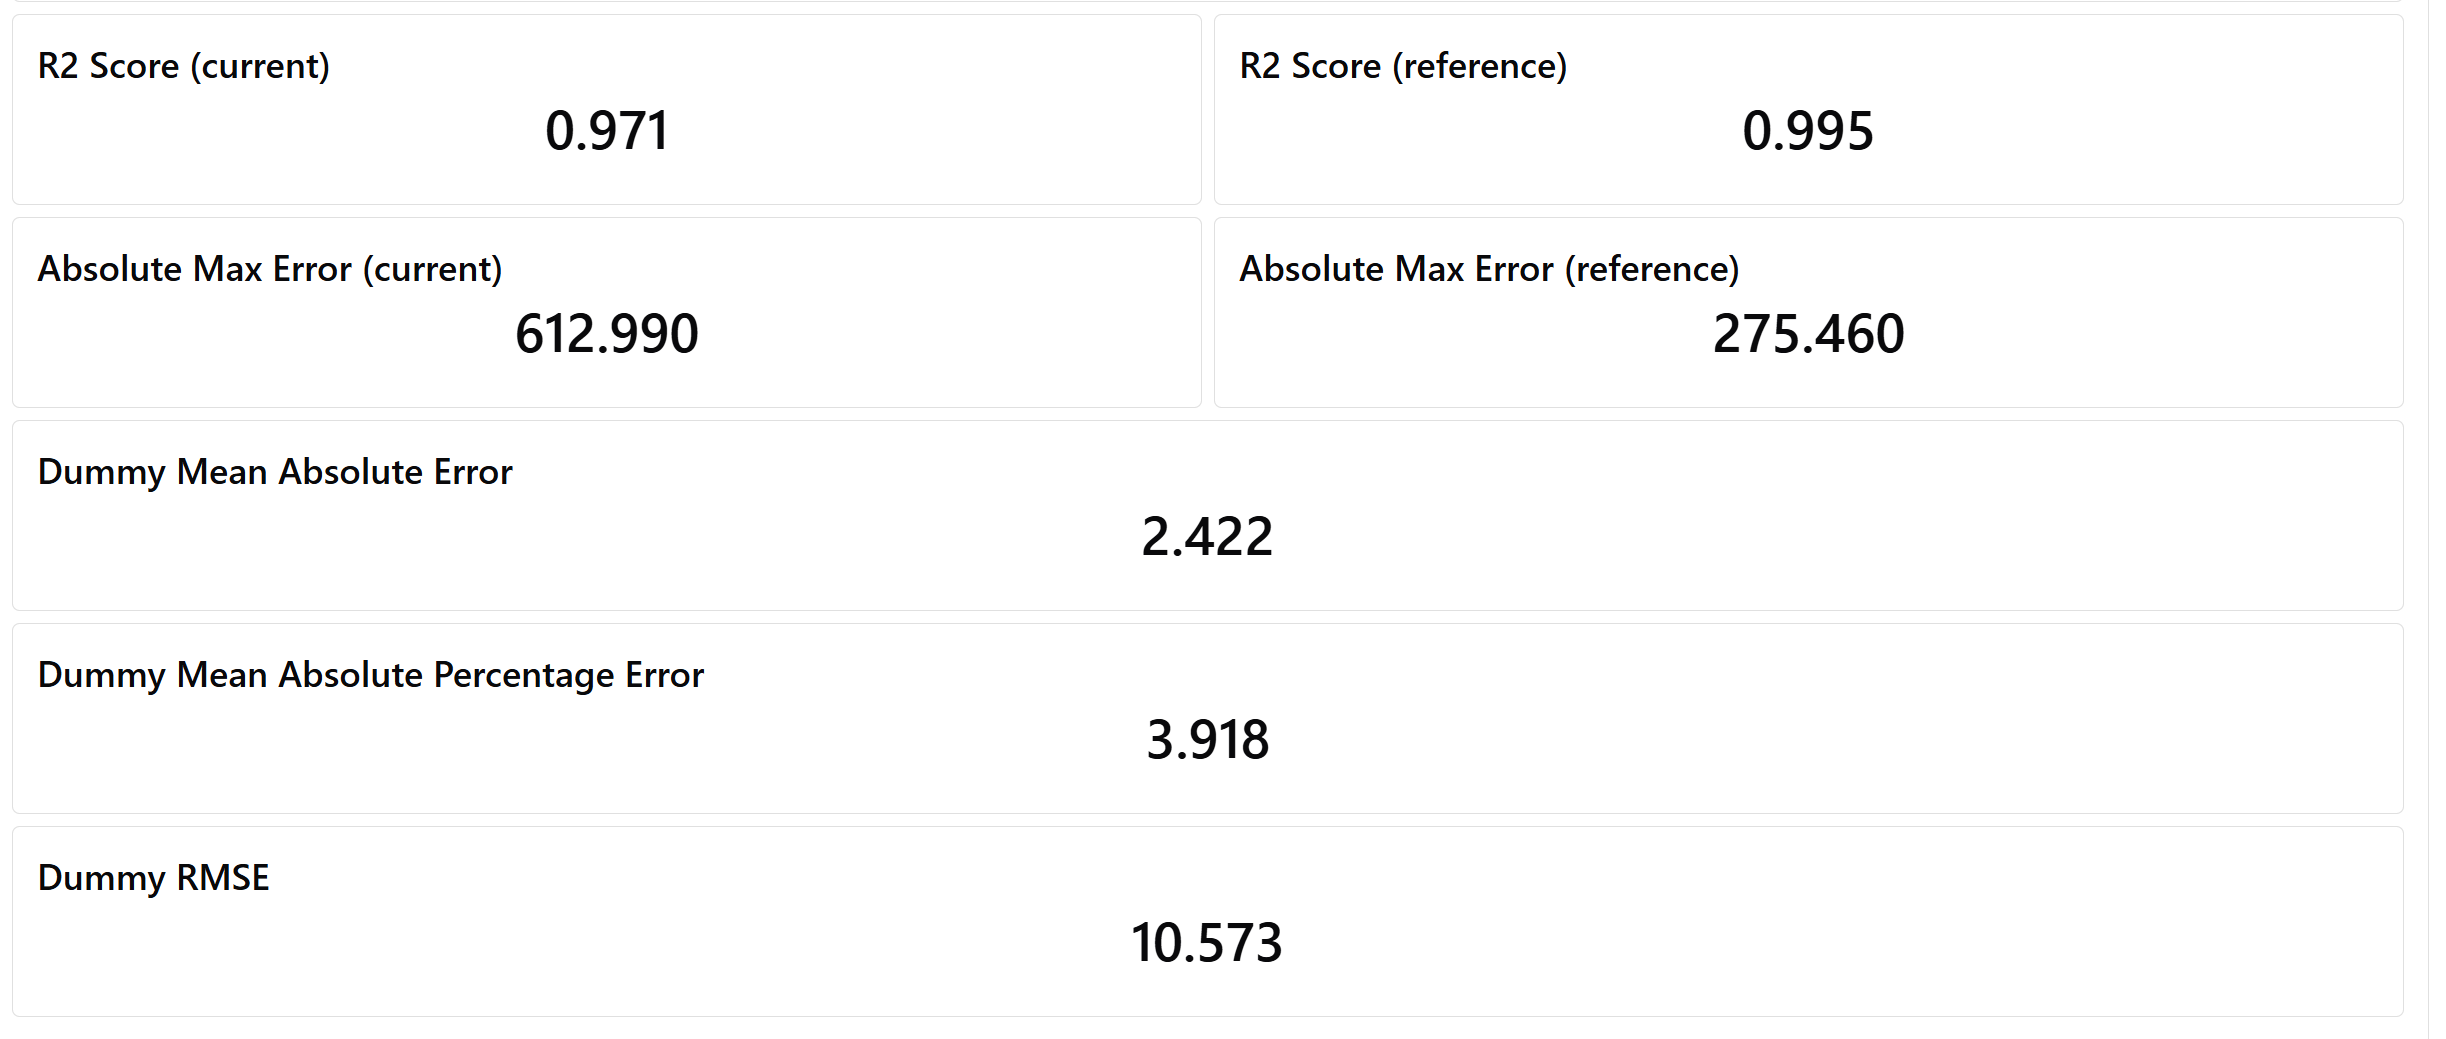 R2 Score (current)
0.971
R2 Score (reference)
0.995
Absolute Max Error (current)
612.990
Absolute Max Error (reference)
275.460
Dummy Mean Absolute Error
2.422
Dummy Mean Absolute Percentage Error
3.918
Dummy RMSE
10.573